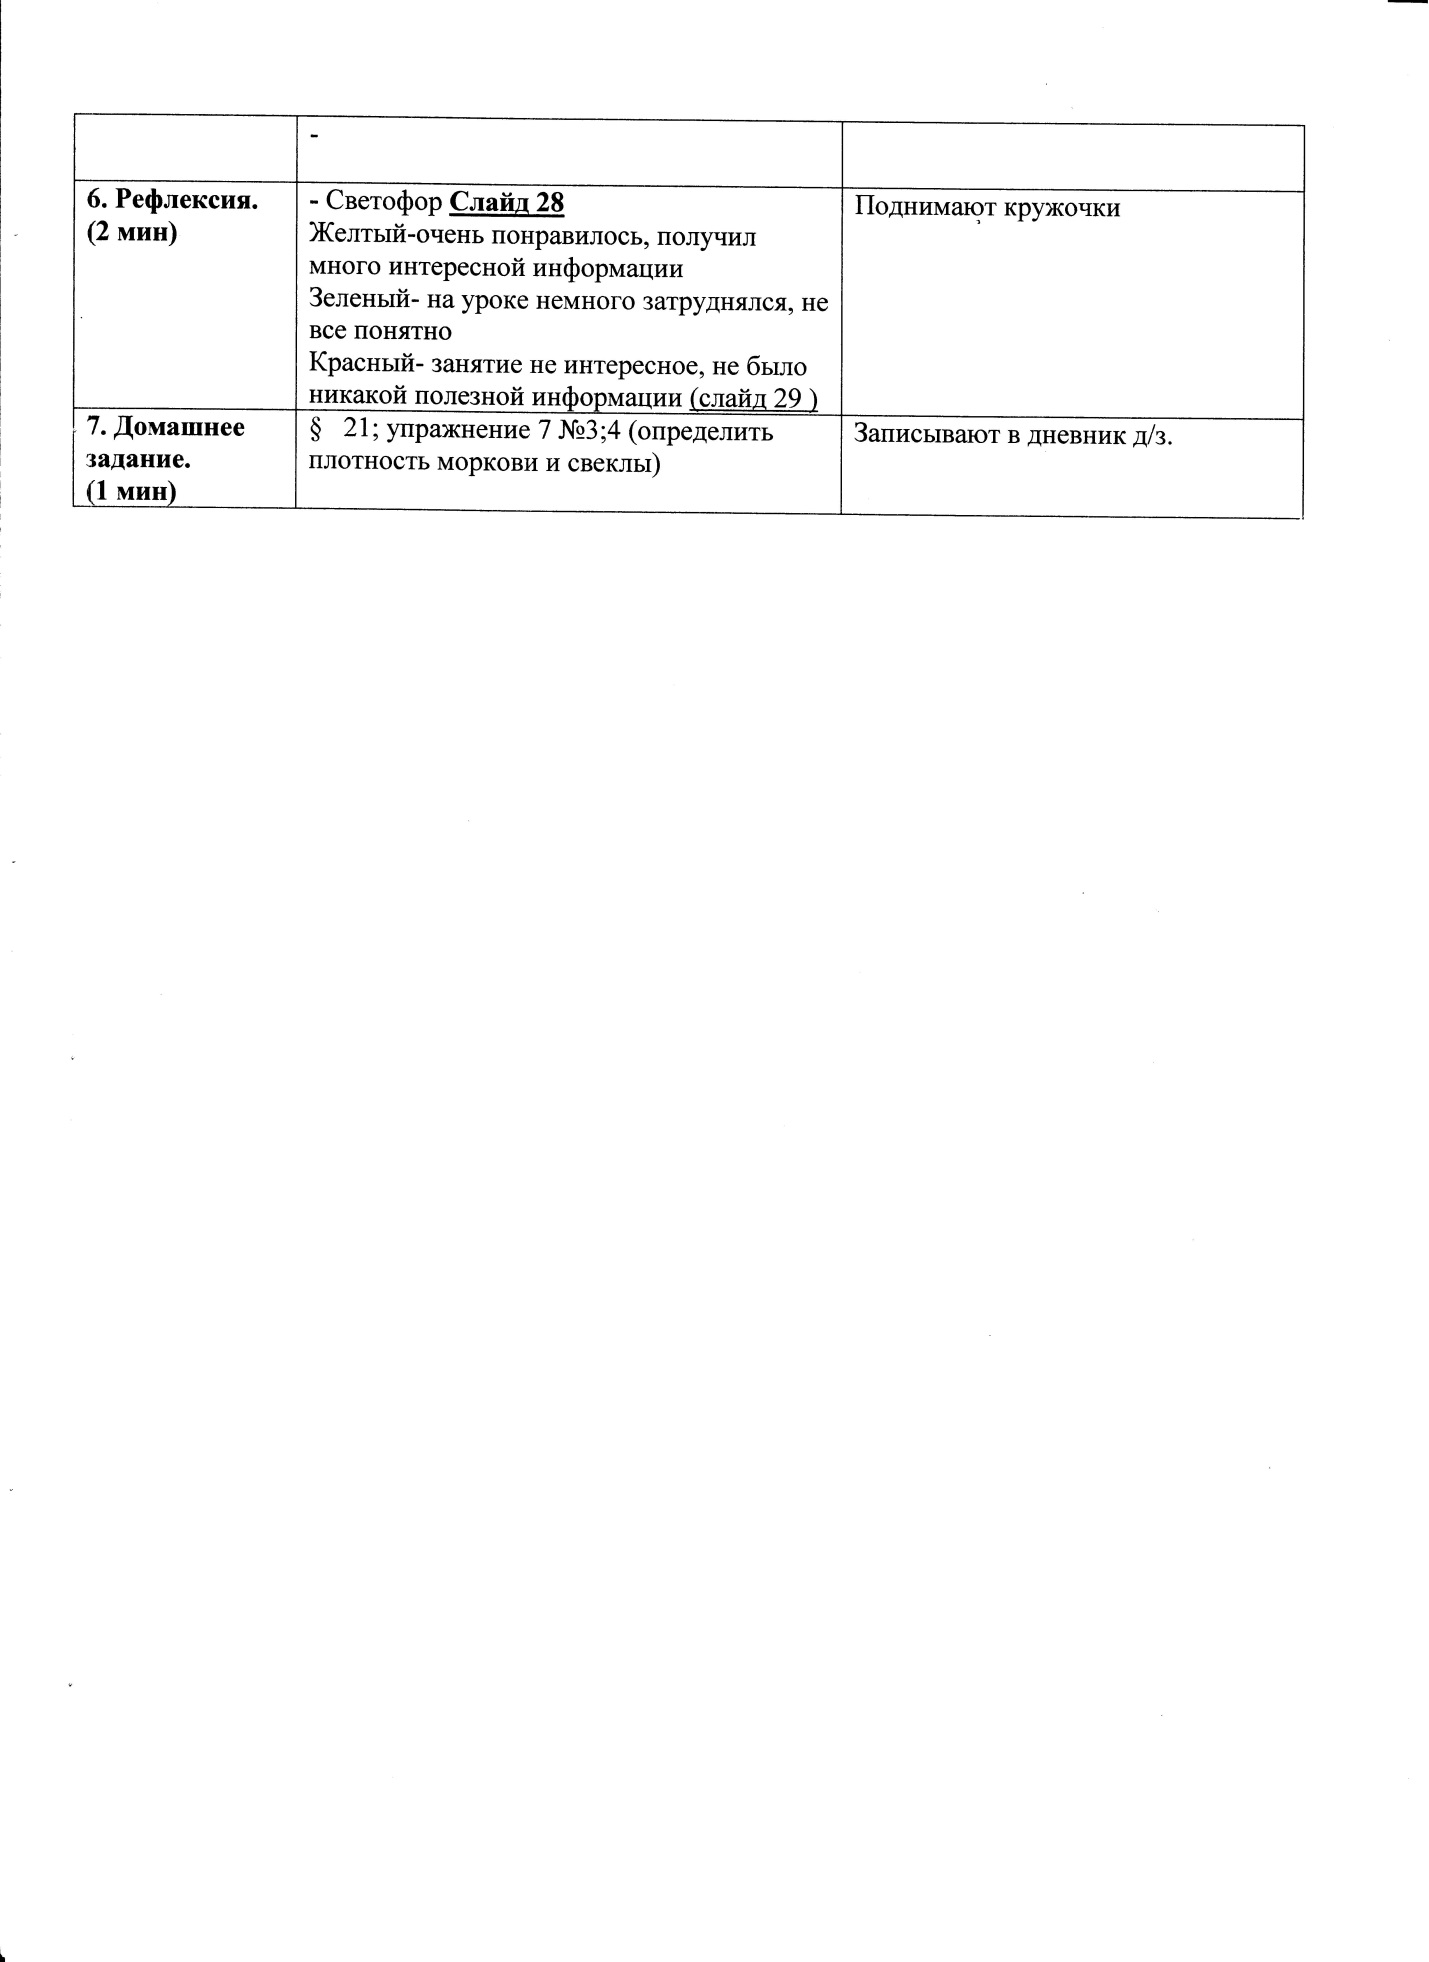 -
6. Рефлексия.
(2 мин)
- Светофор Слайд 28
Желтый-очень понравилось, получил
много интересной информации
Зеленый- на уроке немного затруднялся, не
все понятно
Красный- занятие не интересное, не было
никакой полезной информации (слайд 29 )
Поднимают кружочки
7. Домашнее
задание.
(1 мин)
§ 21; упражнение 7 №3;4 (определить
плотность моркови и свеклы)
Записывают в дневник д/з.